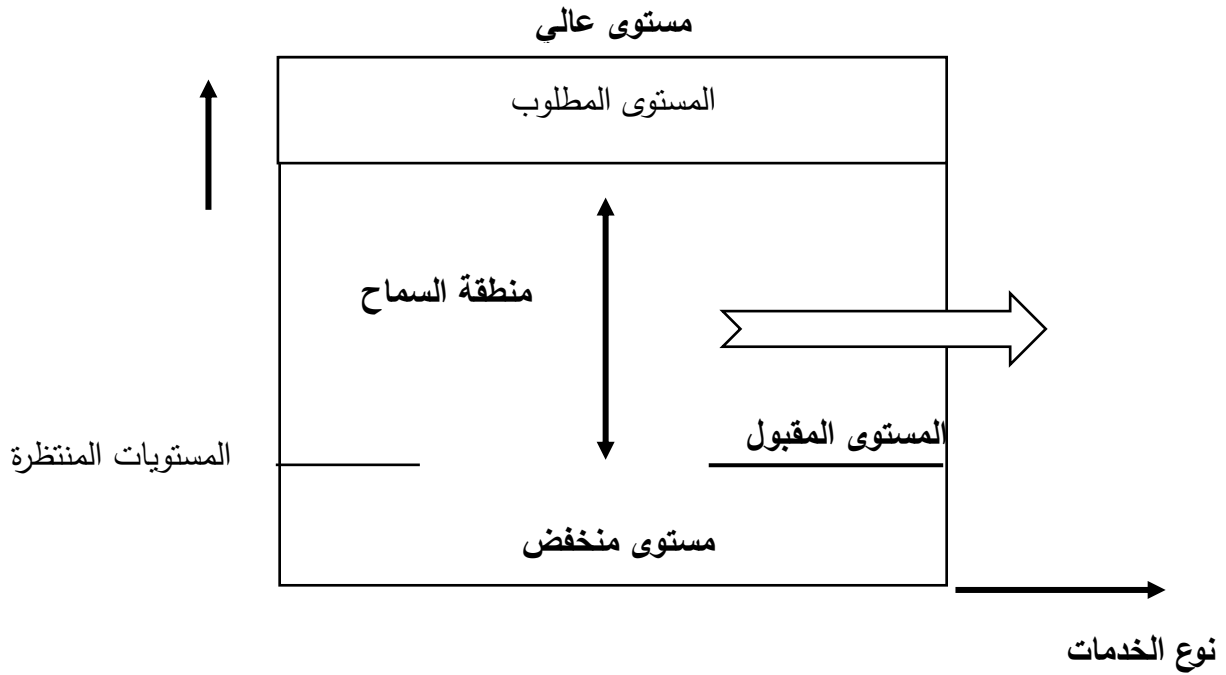 مستوى عالي
المستوى المطلوب
منطقة السماح
المستوى المقبول
المستويات المنتظرة
مستوى منخفض
نوع الخدمات